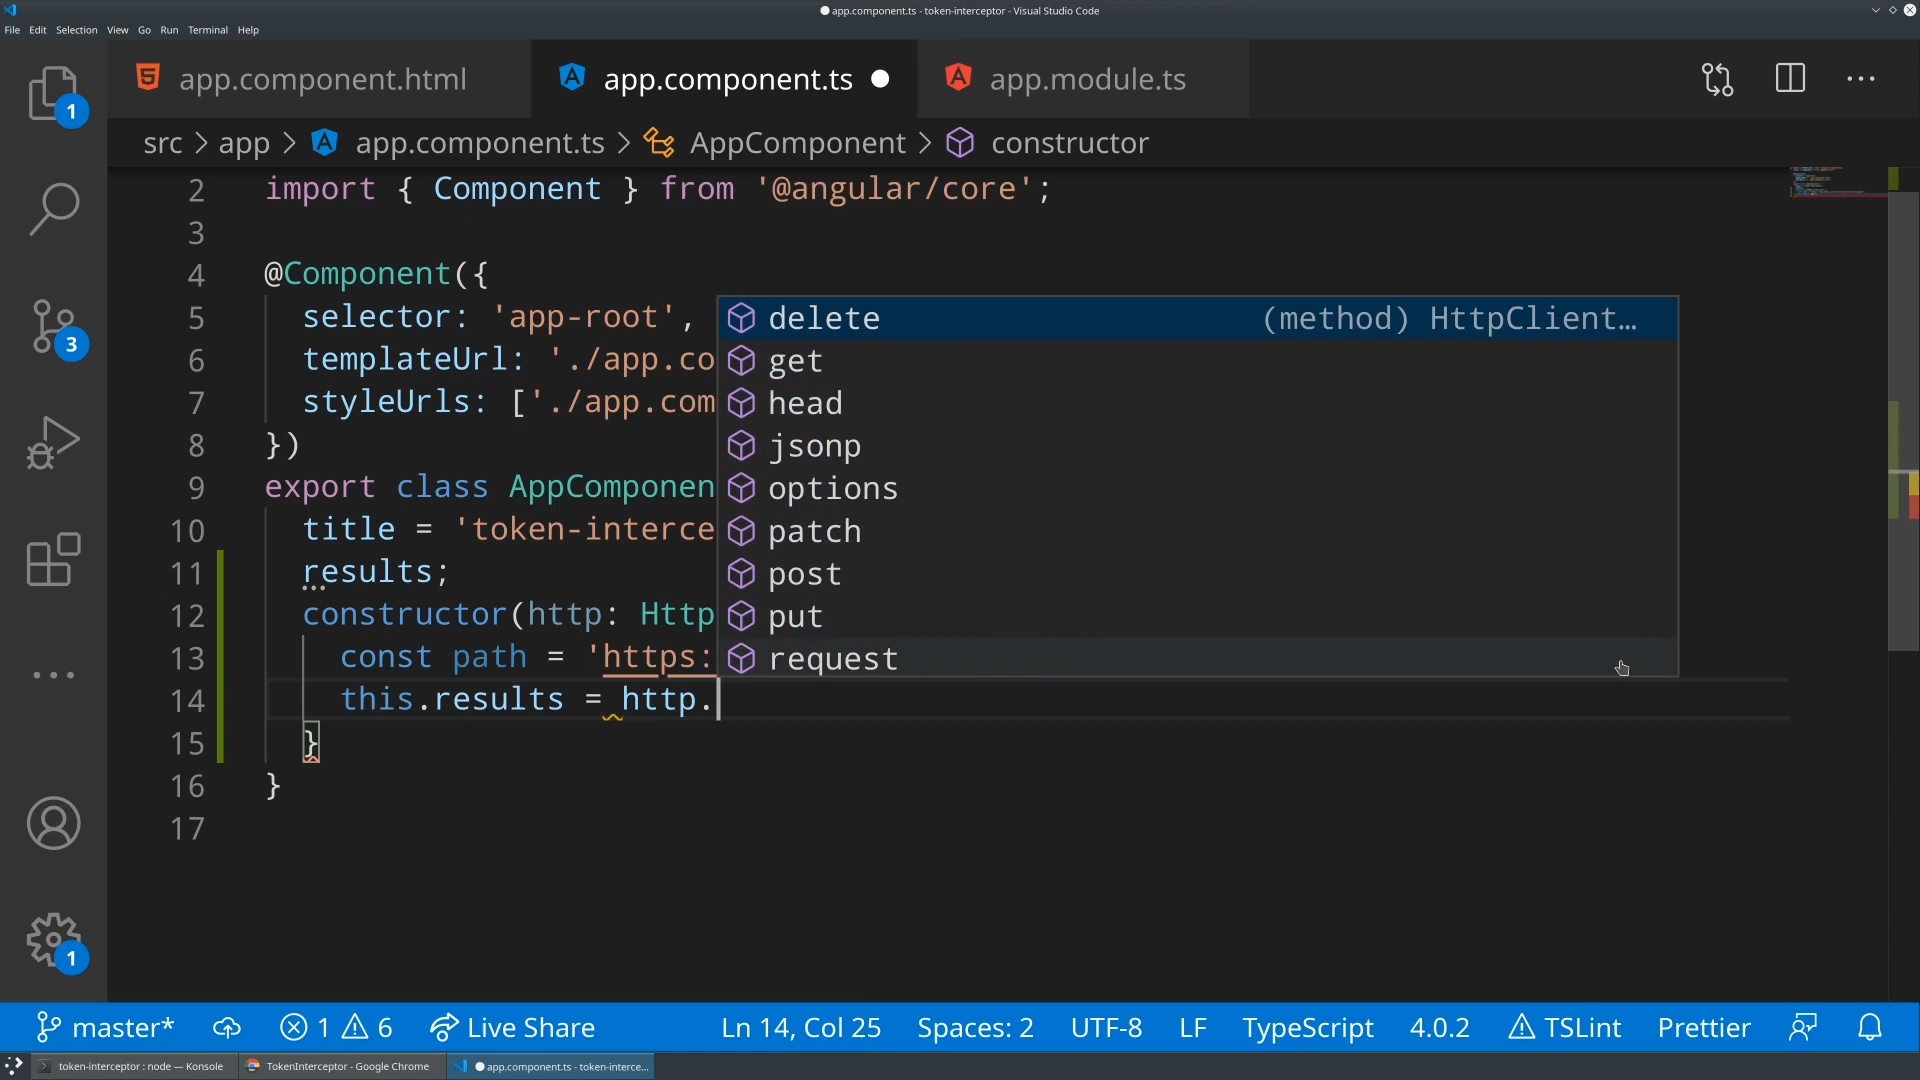 app.component.ts - token-interceptor - Visual Studio Code
File Edit Selection View Go Run Terminal Help
app.component.html app.component.ts app.module.ts
1
src > app > app.component.ts > AppComponent > constructor
2 import { Component } from '@angular/core';
3
4 @Component({
5 selector: 'app-root',
6 templateUrl: './app.co
7 styleUrls: ['./app.com
8 })
9 export class AppComponen
10 title = 'token-interce
11 results;
12 constructor(http: Http
13 const path = 'https:
14 this.results = http.
15 }
16 }
17
delete (method) HttpClient…
get
head
jsonp
options
patch
post
put
request
3
1
master* 1 6 Live Share Ln 14, Col 25 Spaces: 2 UTF-8 LF TypeScript 4.0.2 TSLint Prettier
token-interceptor : node — Konsole TokenInterceptor - Google Chrome app.component.ts - token-interce...